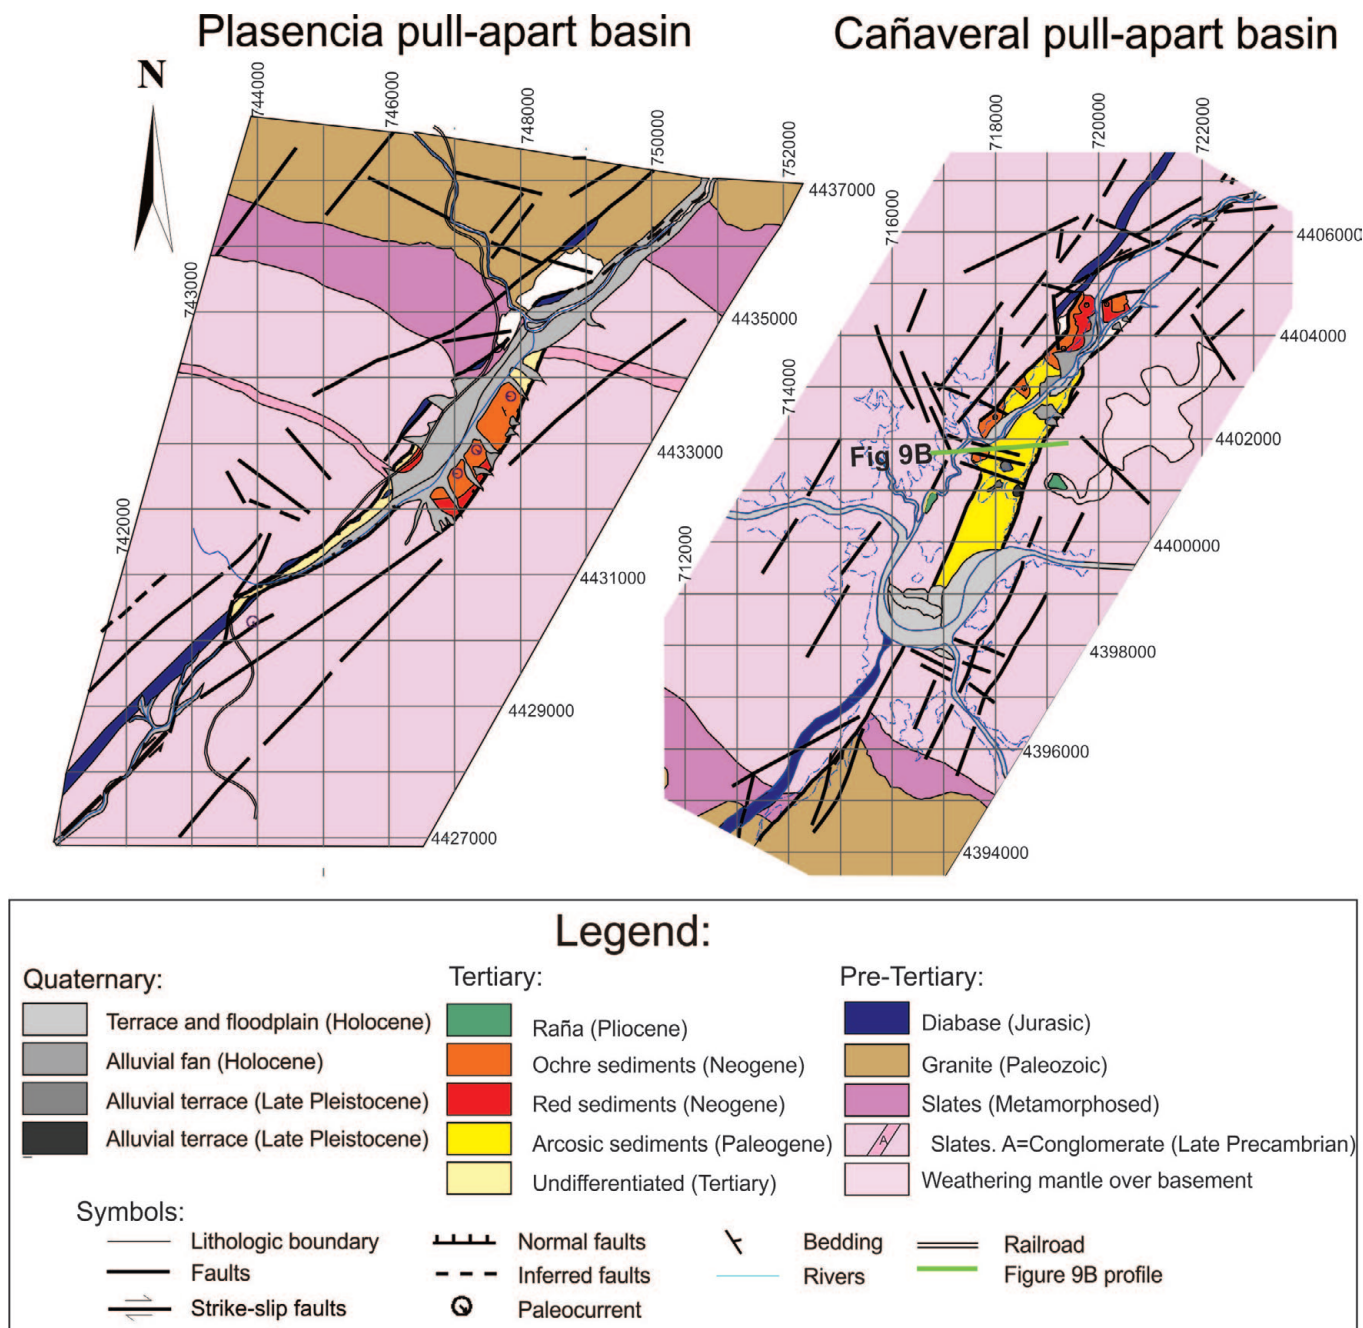 Plasencia pull-apart basin
Cañaveral pull-apart basin
N
744000
746000
748000
750000
752000
743000
742000
4437000
4435000
4433000
4431000
4429000
4427000
718000
720000
722000
716000
714000
712000
4406000
4404000
4402000
4400000
4398000
4396000
4394000
Fig 9B
Legend:
Quaternary:
Terrace and floodplain (Holocene)
Alluvial fan (Holocene)
Alluvial terrace (Late Pleistocene)
Alluvial terrace (Late Pleistocene)
Tertiary:
Raña (Pliocene)
Ochre sediments (Neogene)
Red sediments (Neogene)
Arcosic sediments (Paleogene)
Undifferentiated (Tertiary)
Pre-Tertiary:
Diabase (Jurasic)
Granite (Paleozoic)
Slates (Metamorphosed)
A
Slates. A=Conglomerate (Late Precambrian)
Weathering mantle over basement
Symbols:
Lithologic boundary
Faults
Strike-slip faults
Normal faults
Inferred faults
Paleocurrent
Bedding
Rivers
Railroad
Figure 9B profile